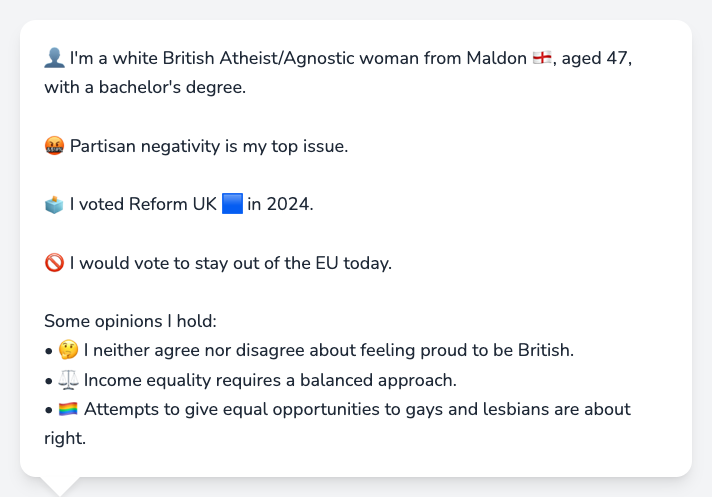 👤 I'm a white British Atheist/Agnostic woman from Maldon 🏴󠁧󠁢󠁥󠁮󠁧󠁿, aged 47,
with a bachelor's degree.
🤬 Partisan negativity is my top issue.
🗳️ I voted Reform UK 🟦 in 2024.
🚫 I would vote to stay out of the EU today.
Some opinions I hold:
• 🤔 I neither agree nor disagree about feeling proud to be British.
• ⚖️ Income equality requires a balanced approach.
• 🏳️‍🌈 Attempts to give equal opportunities to gays and lesbians are about
right.